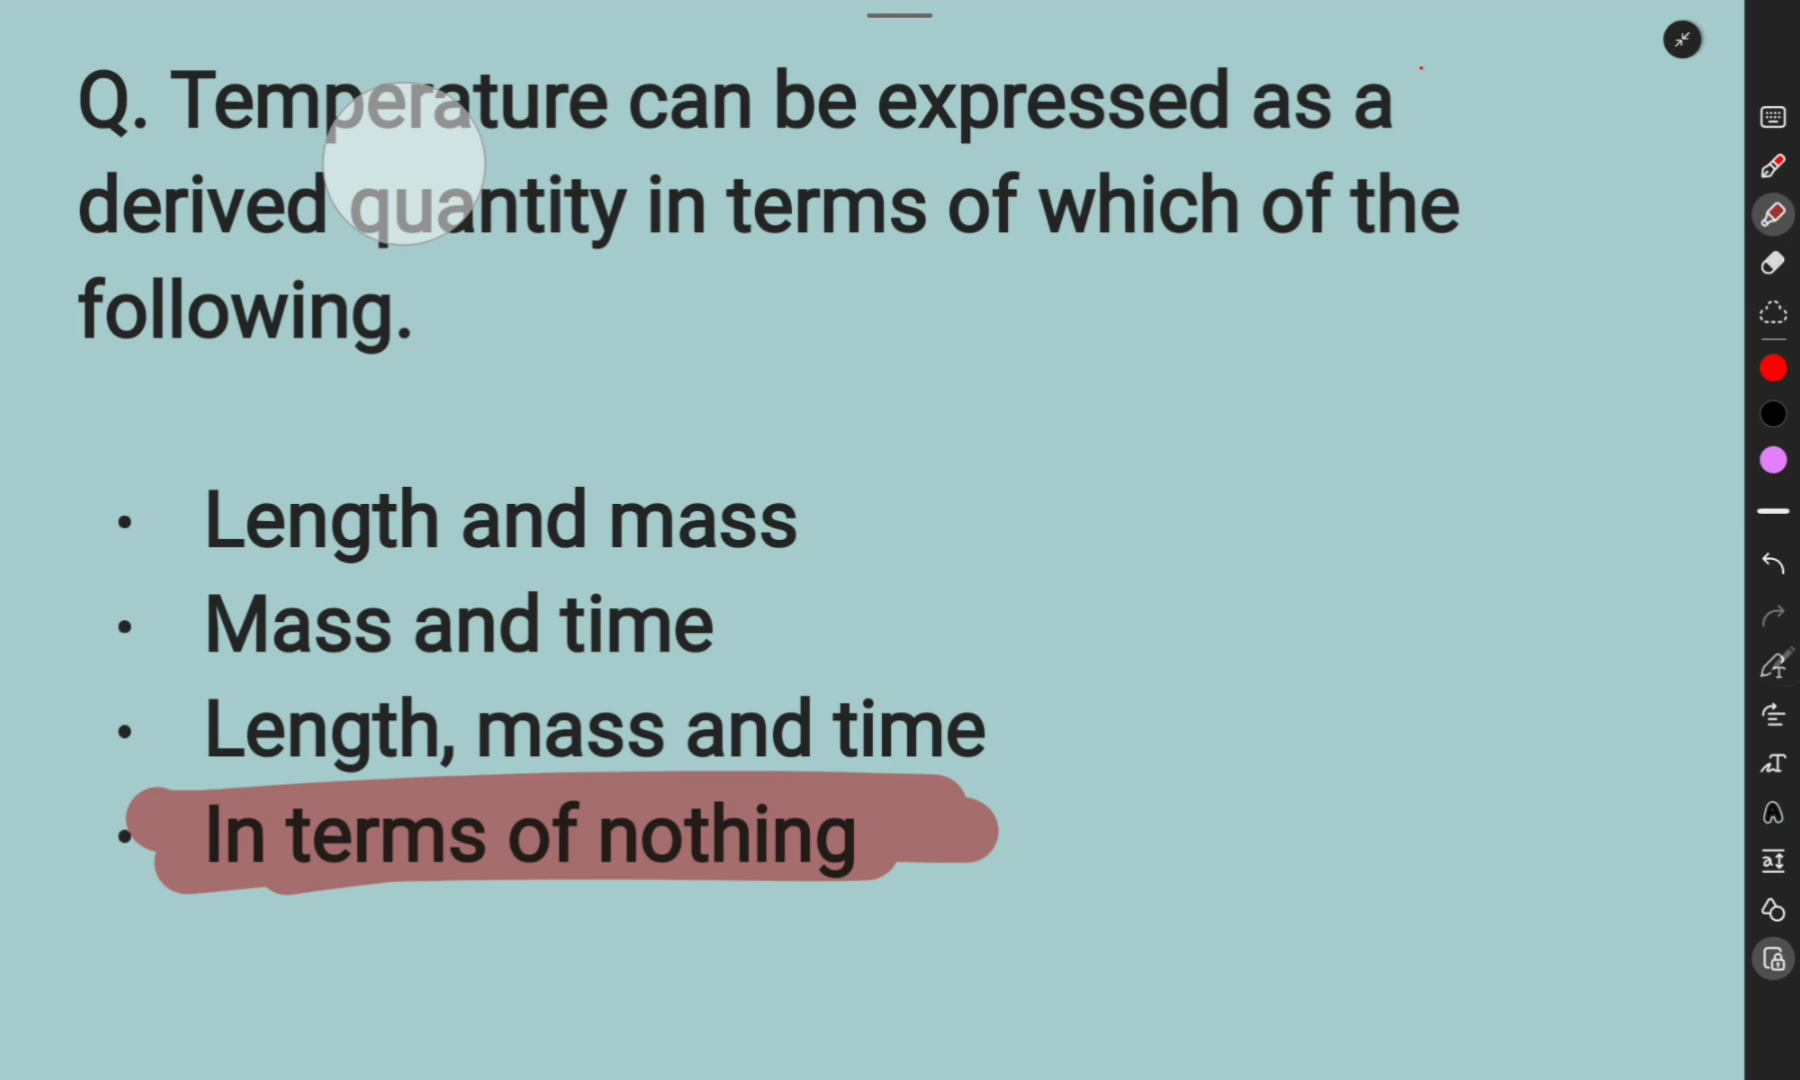 Q. Temperature can be expressed as a
derived quantity in terms of which of the
following.
• Length and mass
• Mass and time
• Length, mass and time
• In terms of nothing